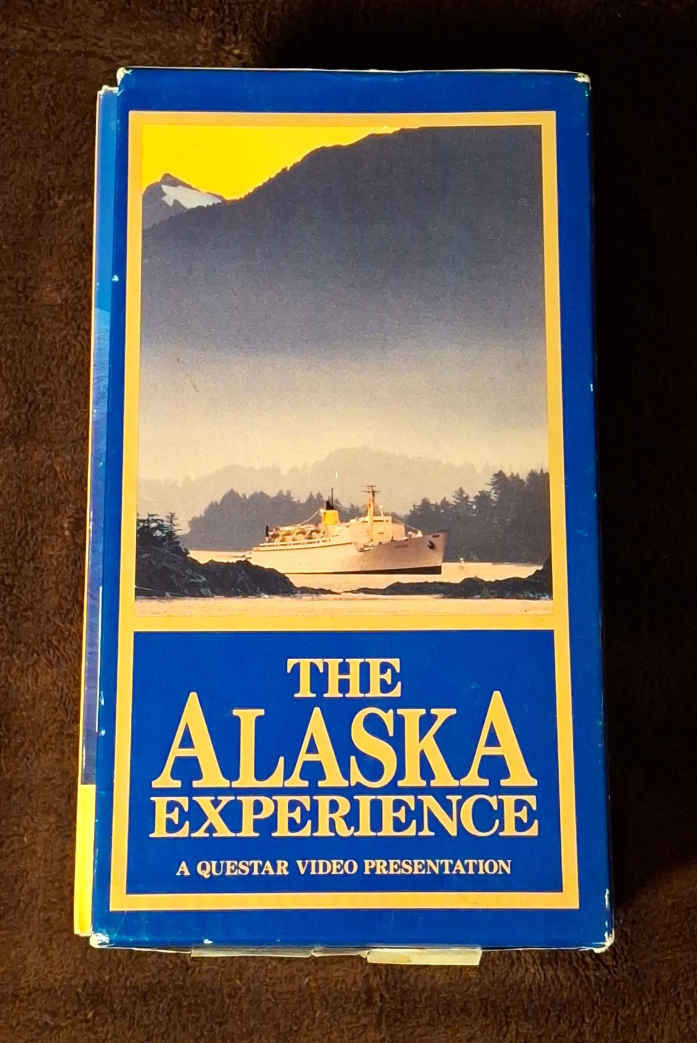 THE
ALASKA
EXPERIENCE
A QUESTAR VIDEO PRESENTATION